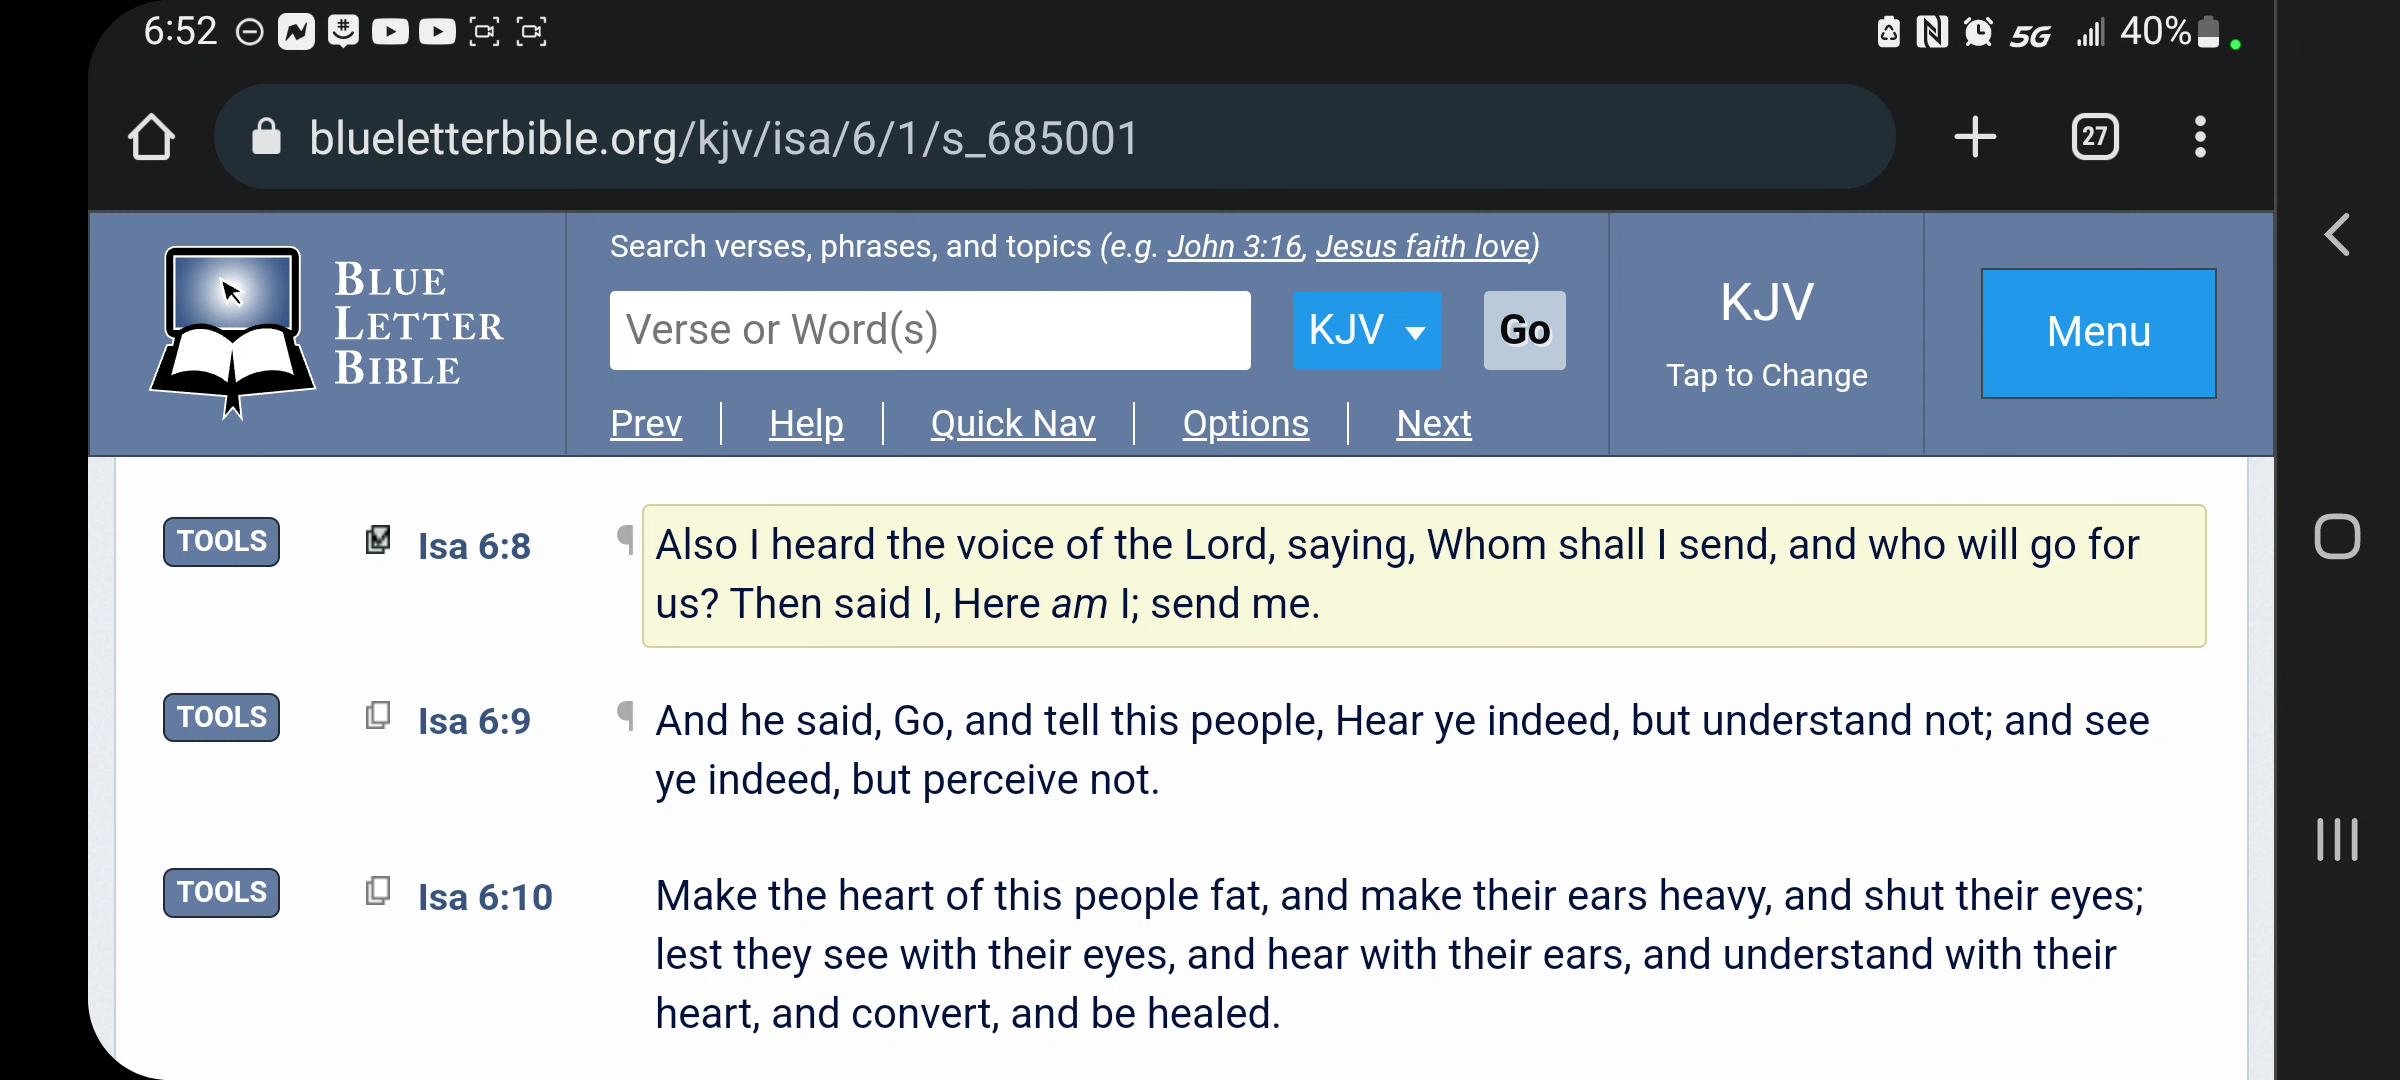 6:52 5G 40%
blueletterbible.org/kjv/isa/6/1/s_685001 27
Search verses, phrases, and topics (e.g. John 3:16, Jesus faith love)
BLUE
LETTER
BIBLE
Verse or Word(s) KJV Go
KJV
Tap to Change
Menu
Prev Help Quick Nav Options Next
TOOLS Isa 6:8 ¶ Also I heard the voice of the Lord, saying, Whom shall I send, and who will go for
us? Then said I, Here am I; send me.
TOOLS Isa 6:9 ¶ And he said, Go, and tell this people, Hear ye indeed, but understand not; and see
ye indeed, but perceive not.
TOOLS Isa 6:10 Make the heart of this people fat, and make their ears heavy, and shut their eyes;
lest they see with their eyes, and hear with their ears, and understand with their
heart, and convert, and be healed.